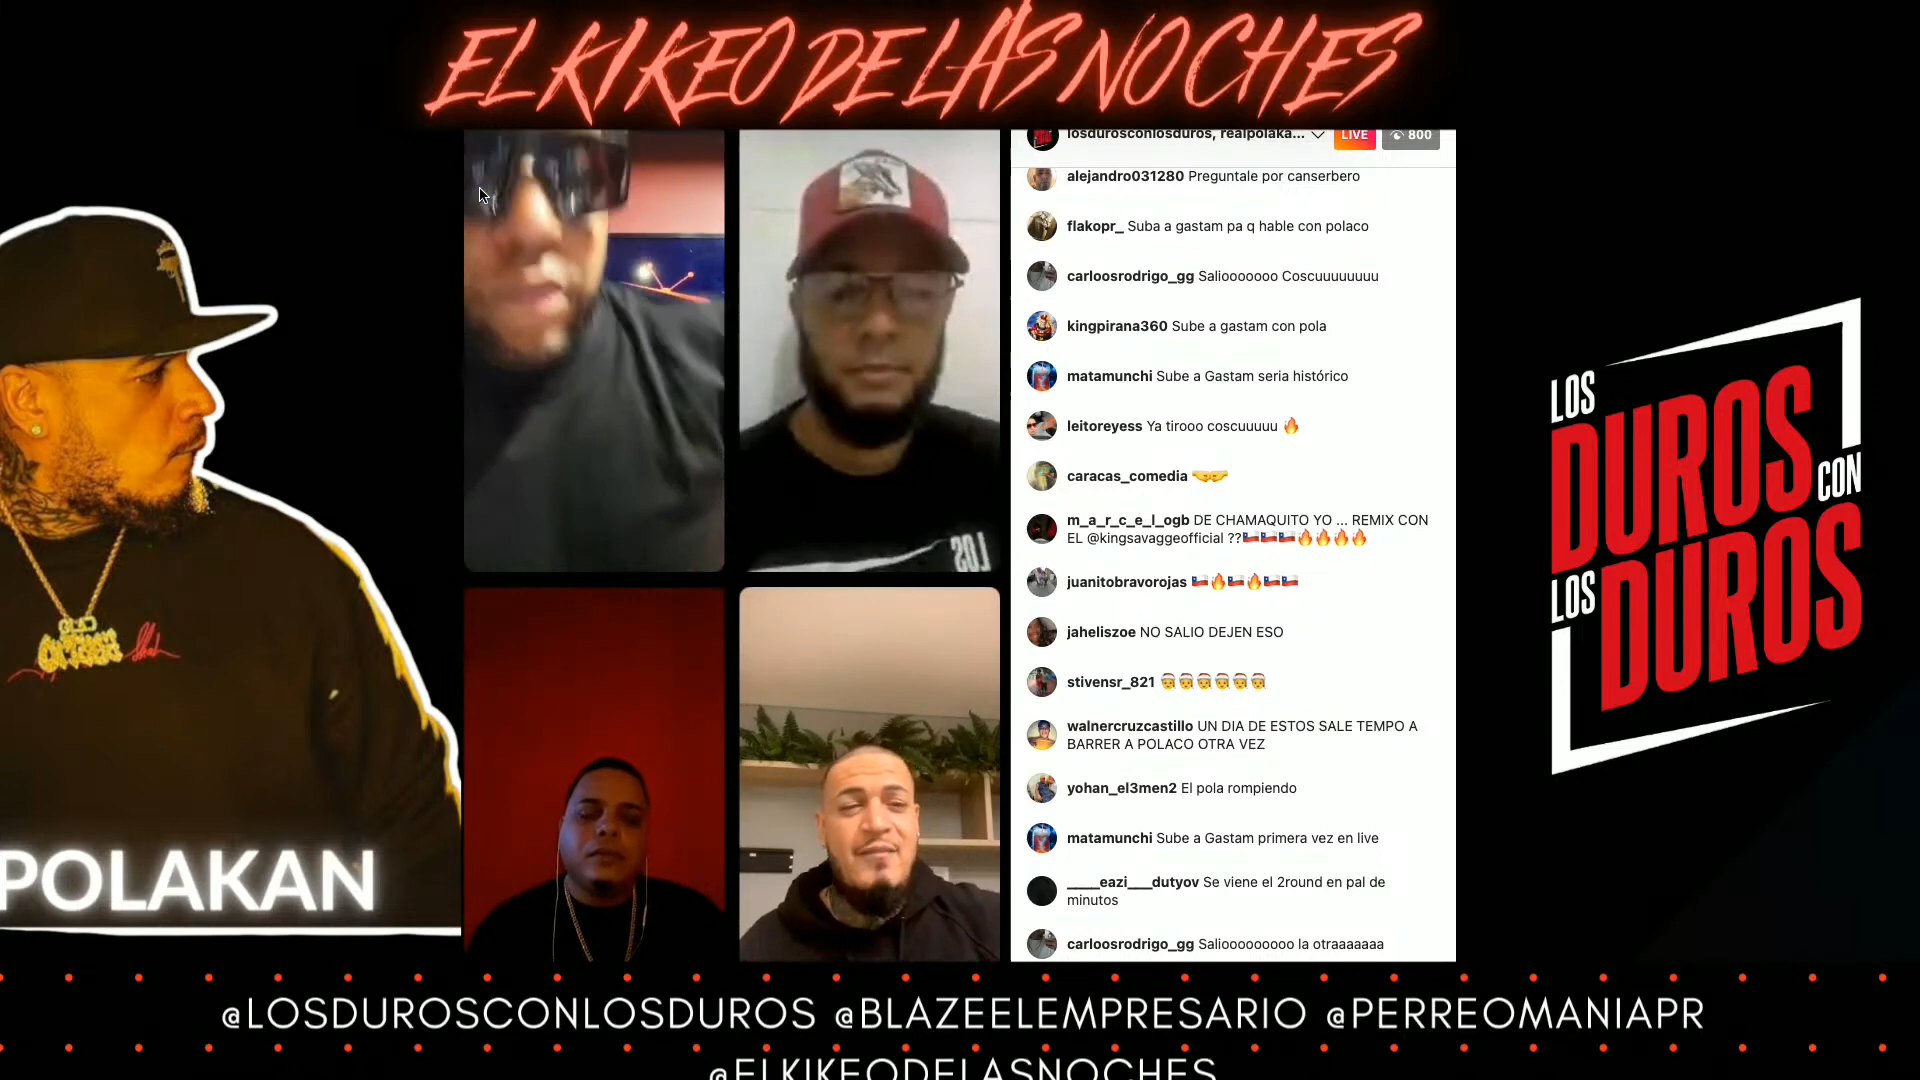 EL KIKEO DE LAS NOCHES
losdurosconlosduros, realpolaka...
LIVE
800
alejandro031280 Preguntale por canserbero
flakopr_ Suba a gastam pa q hable con polaco
carloosrodrigo_gg Saliooooooo Coscuuuuuuuu
kingpirana360 Sube a gastam con pola
matamunchi Sube a Gastam seria histórico
leitoreyess Ya tirooo coscuuuuu 🔥
caracas_comedia 🤝🤝
m_a_r_c_e_l_ogb DE CHAMAQUITO YO ... REMIX CON
EL @kingsavaggeofficial ??🇨🇱🇨🇱🇨🇱🔥🔥🔥🔥
juanitobravorojas 🇨🇱🔥🇨🇱🔥🇨🇱🇨🇱
jaheliszoe NO SALIO DEJEN ESO
stivensr_821
walnercruzcastillo UN DIA DE ESTOS SALE TEMPO A
BARRER A POLACO OTRA VEZ
yohan_el3men2 El pola rompiendo
matamunchi Sube a Gastam primera vez en live
____eazi___dutyov Se viene el 2round en pal de
minutos
carloosrodrigo_gg Saliooooooooo la otraaaaaaa
LOS
POLAKAN
LOS
DUROS
CON
LOS
DUROS
@LOSDUROSCONLOSDUROS @BLAZEELEMPRESARIO @PERREOMANIAPR
@ELKIKEODELASNOCHES